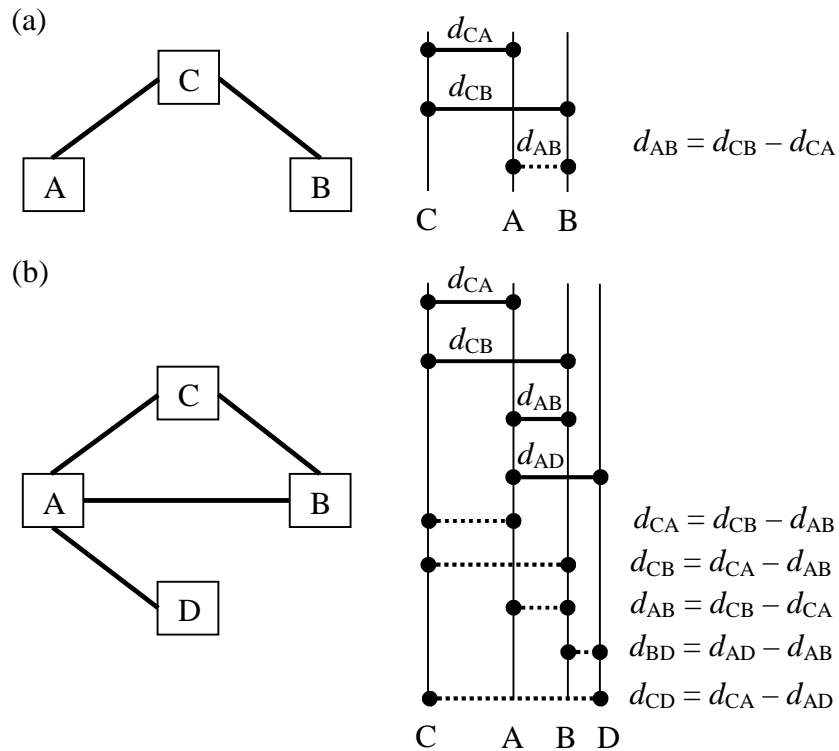 (a)
C
A
B
dCA
dCB
dAB
dAB = dCB – dCA
C A B
(b)
C
A
B
D
dCA
dCB
dAB
dAD
dCA = dCB – dAB
dCB = dCA – dAB
dAB = dCB – dCA
dBD = dAD – dAB
dCD = dCA – dAD
C A B D